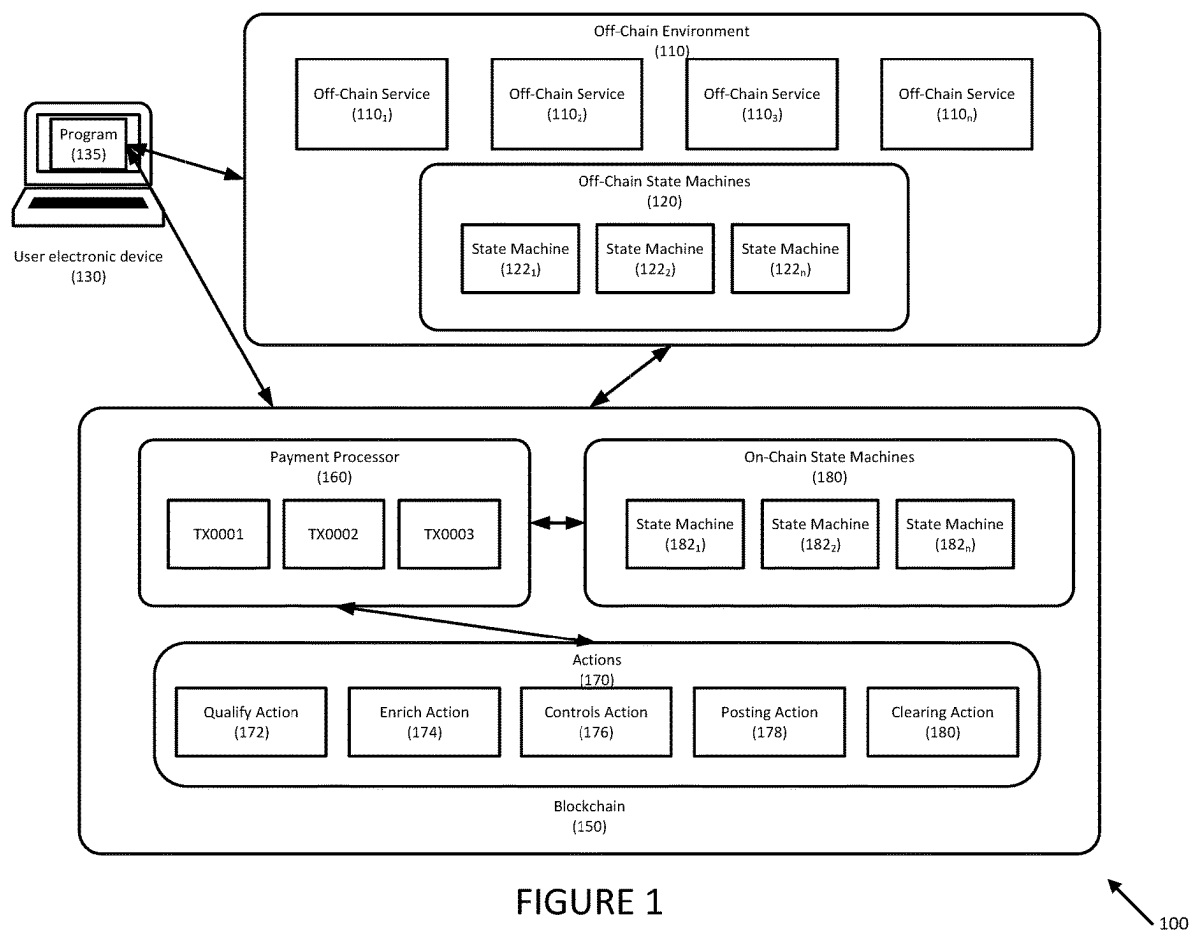 Off-Chain Environment
(110)
Off-Chain Service
(110₁)
Off-Chain Service
(110₂)
Off-Chain Service
(110₃)
Off-Chain Service
(110ₙ)
Program
(135)
User electronic device
(130)
Off-Chain State Machines
(120)
State Machine
(122₁)
State Machine
(122₂)
State Machine
(122ₙ)
Payment Processor
(160)
TX0001
TX0002
TX0003
On-Chain State Machines
(180)
State Machine
(182₁)
State Machine
(182₂)
State Machine
(182ₙ)
Actions
(170)
Qualify Action
(172)
Enrich Action
(174)
Controls Action
(176)
Posting Action
(178)
Clearing Action
(180)
Blockchain
(150)
FIGURE 1
100